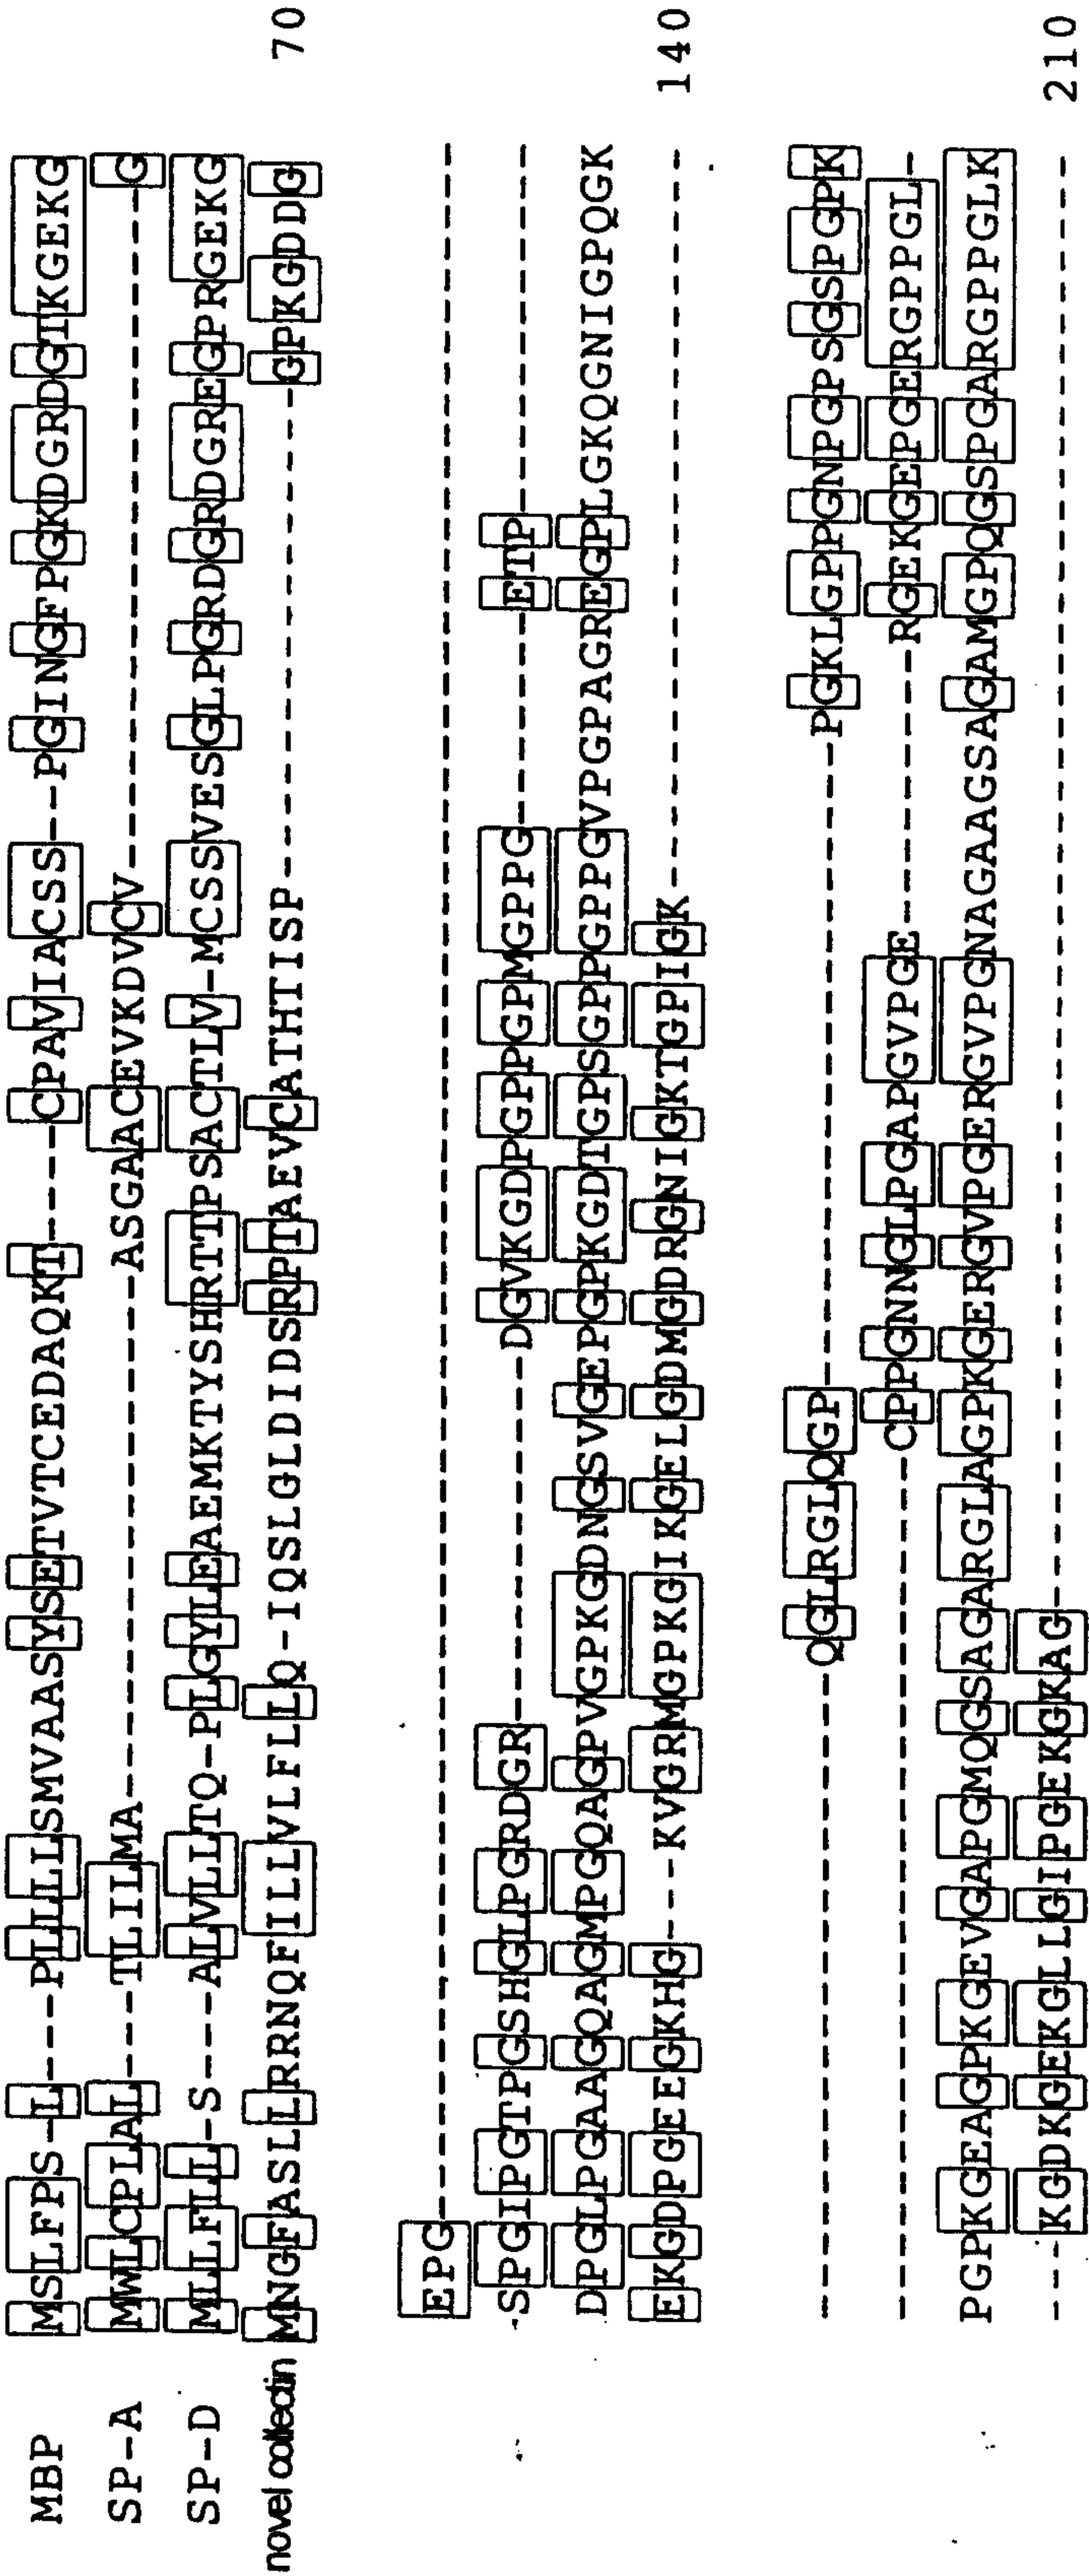 MBP MSLFPS-L---PLLLLSMVAASYSETVTCEDAQKT----CPAVIACSS--PGINGFPGKDGRDGTKGEKG
SP-A MWLCPLAL---TLILMA-----------------ASGAACEVKDVCV----------------------G
SP-D MLLFLL-S---ALVLLTQ-PLGYLEAEMKTYSHRTTPSACTLV-MCSSVESGLPGRDGRDGREGPRGEKG
novel collectin MNGFASLLRRNQFILLVLFLLQ-IQSLGLDIDSRPTAEVCATHTISP----------------GPKGDDG
70
EPG-------------------------------------------------------------------
SPGIPGTPGSHGLPGRDGR------------DGVKGDPGPPGPMGPPG-------ETP------------
DPGLPGAAGQAGMPGQAGPVGPKGDNGSVGEPGPKGDTGPSGPPGPPGVPGPAGREGPLGKQGNIGPQGK
EKGDPGEEGKHG---KVGRMGPKGIKGELGDMGDRGNIGKTGPIGK------------------------
140
---------------------QGLRGLQGP---------------------PGKLGPPGNPGPSGSPGPK
----------------------------CPPGNNGLPGAPGVPGE---------RGEKGEPGERGPPGL-
PGPKGEAGPKGEVGAPGMQGSAGARGLAGPKGERGVPGERGVPGNAGAAGSAGAMGPQGSPGARGPPGLK
---KGDKGEKGLLGIPGEKGKAG-----------------------------------------------
210